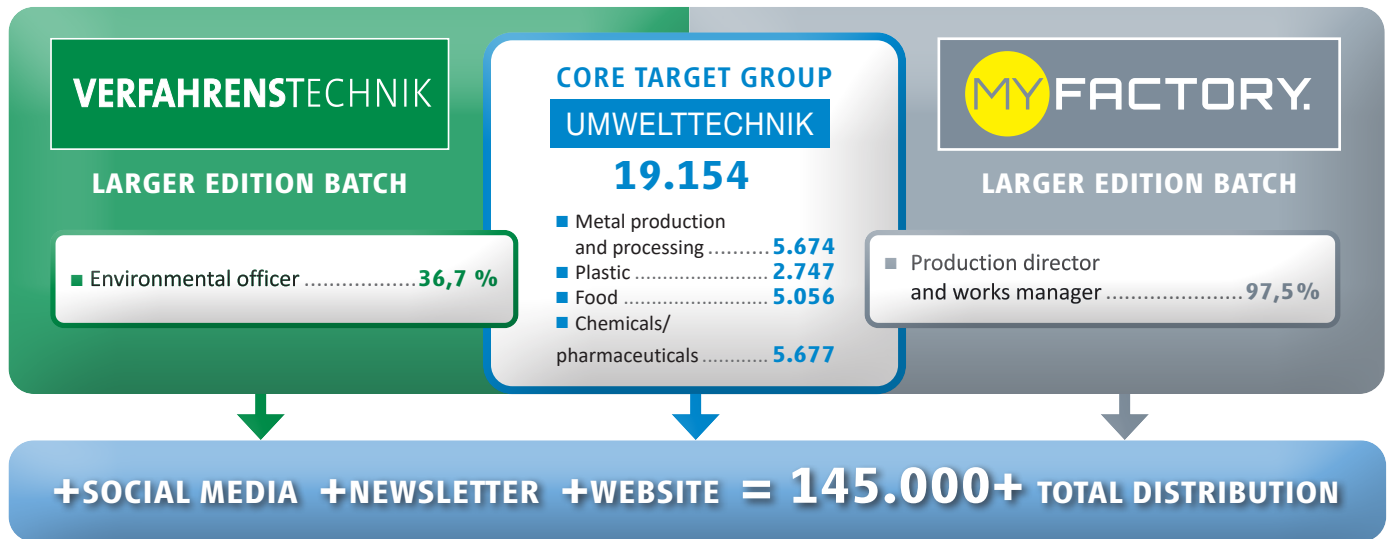 VERFAHRENSTECHNIK
LARGER EDITION BATCH
■ Environmental officer ..................36,7 %
CORE TARGET GROUP
UMWELTTECHNIK
19.154
■ Metal production
and processing ..........5.674
■ Plastic ......................2.747
■ Food ........................5.056
■ Chemicals/
pharmaceuticals ............5.677
MYFACTORY.
LARGER EDITION BATCH
■ Production director
and works manager .......................97,5%
+SOCIAL MEDIA +NEWSLETTER +WEBSITE = 145.000+ TOTAL DISTRIBUTION